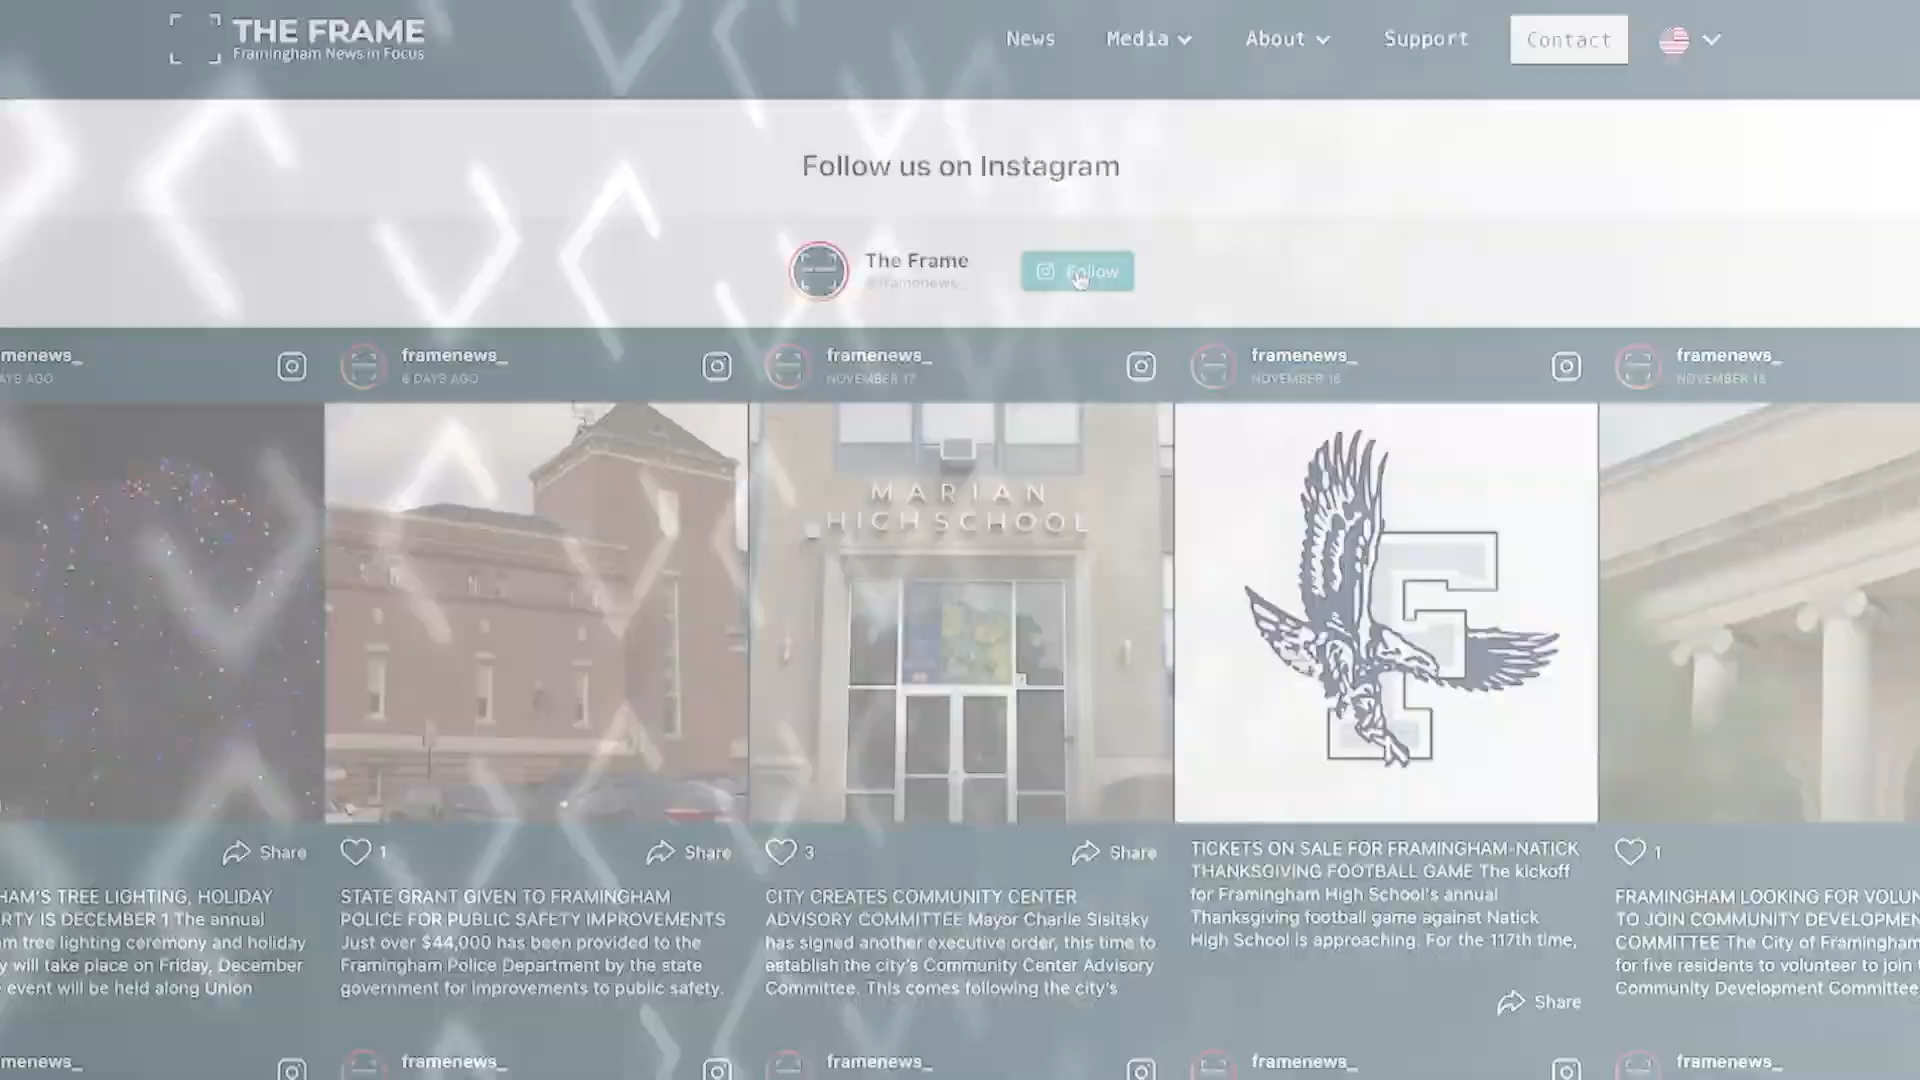 THE FRAME
Framingham News in Focus
News
Media
About
Support
Contact
Follow us on Instagram
The Frame
@framenews_
Follow
menews_
AYS AGO
framenews_
6 DAYS AGO
framenews_
NOVEMBER 17
framenews_
NOVEMBER 16
framenews_
MARIAN
HIGH SCHOOL
Share
1
Share
3
Share
HAM'S TREE LIGHTING, HOLIDAY
RTY IS DECEMBER 1 The annual
am tree lighting ceremony and holiday
y will take place on Friday, December
event will be held along Union
STATE GRANT GIVEN TO FRAMINGHAM
POLICE FOR PUBLIC SAFETY IMPROVEMENTS
Just over $44,000 has been provided to the
Framingham Police Department by the state
government for improvements to public safety.
CITY CREATES COMMUNITY CENTER
ADVISORY COMMITTEE Mayor Charlie Sisitsky
has signed another executive order, this time to
establish the city's Community Center Advisory
Committee. This comes following the city's
TICKETS ON SALE FOR FRAMINGHAM-NATICK
THANKSGIVING FOOTBALL GAME The kickoff
for Framingham High School's annual
Thanksgiving football game against Natick
High School is approaching. For the 117th time,
Share
1
FRAMINGHAM LOOKING FOR VOLUN
TO JOIN COMMUNITY DEVELOPMEN
COMMITTEE The City of Framingham
for five residents to volunteer to join
Community Development Committee
menews_
framenews_
framenews_
framenews_
framenews_